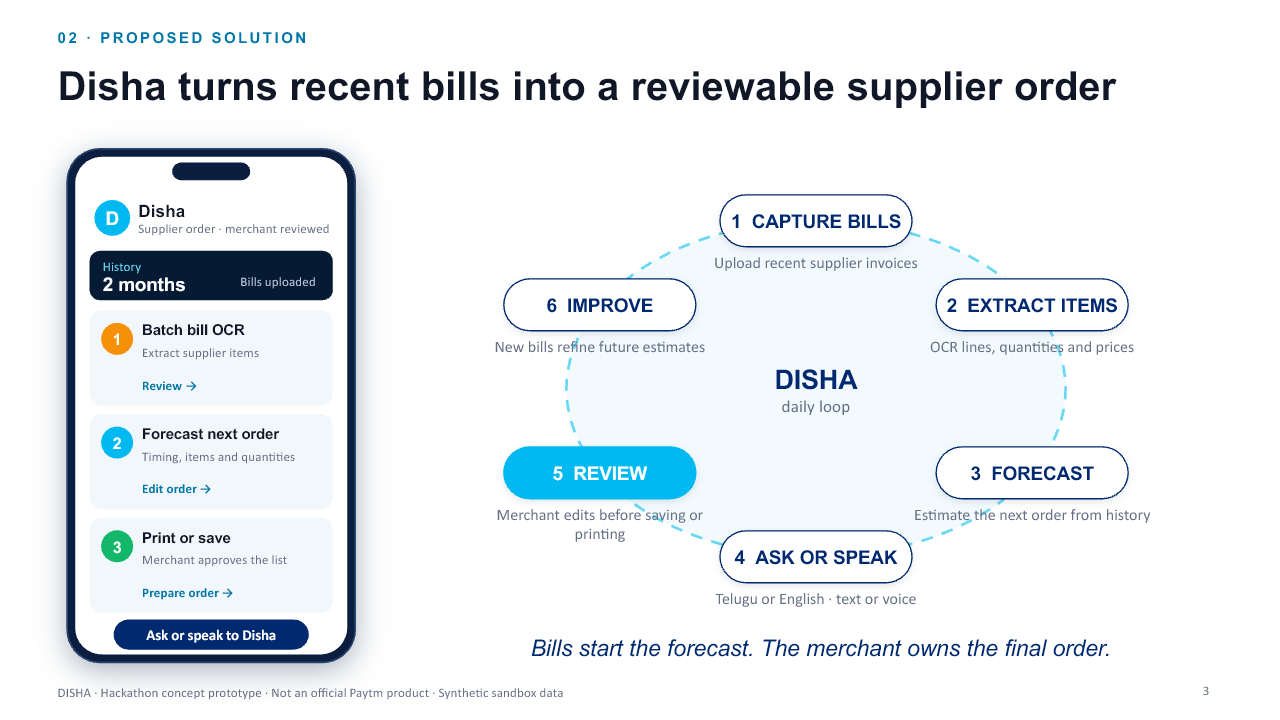 02 · PROPOSED SOLUTION
Disha turns recent bills into a reviewable supplier order
D
Disha
Supplier order · merchant reviewed
History
2 months
Bills uploaded
1
Batch bill OCR
Extract supplier items
Review →
2
Forecast next order
Timing, items and quantities
Edit order →
3
Print or save
Merchant approves the list
Prepare order →
Ask or speak to Disha
1 CAPTURE BILLS
Upload recent supplier invoices
2 EXTRACT ITEMS
OCR lines, quantities and prices
3 FORECAST
Estimate the next order from history
4 ASK OR SPEAK
Telugu or English · text or voice
5 REVIEW
Merchant edits before saving or
printing
6 IMPROVE
New bills refine future estimates
DISHA
daily loop
Bills start the forecast. The merchant owns the final order.
DISHA · Hackathon concept prototype · Not an official Paytm product · Synthetic sandbox data
3